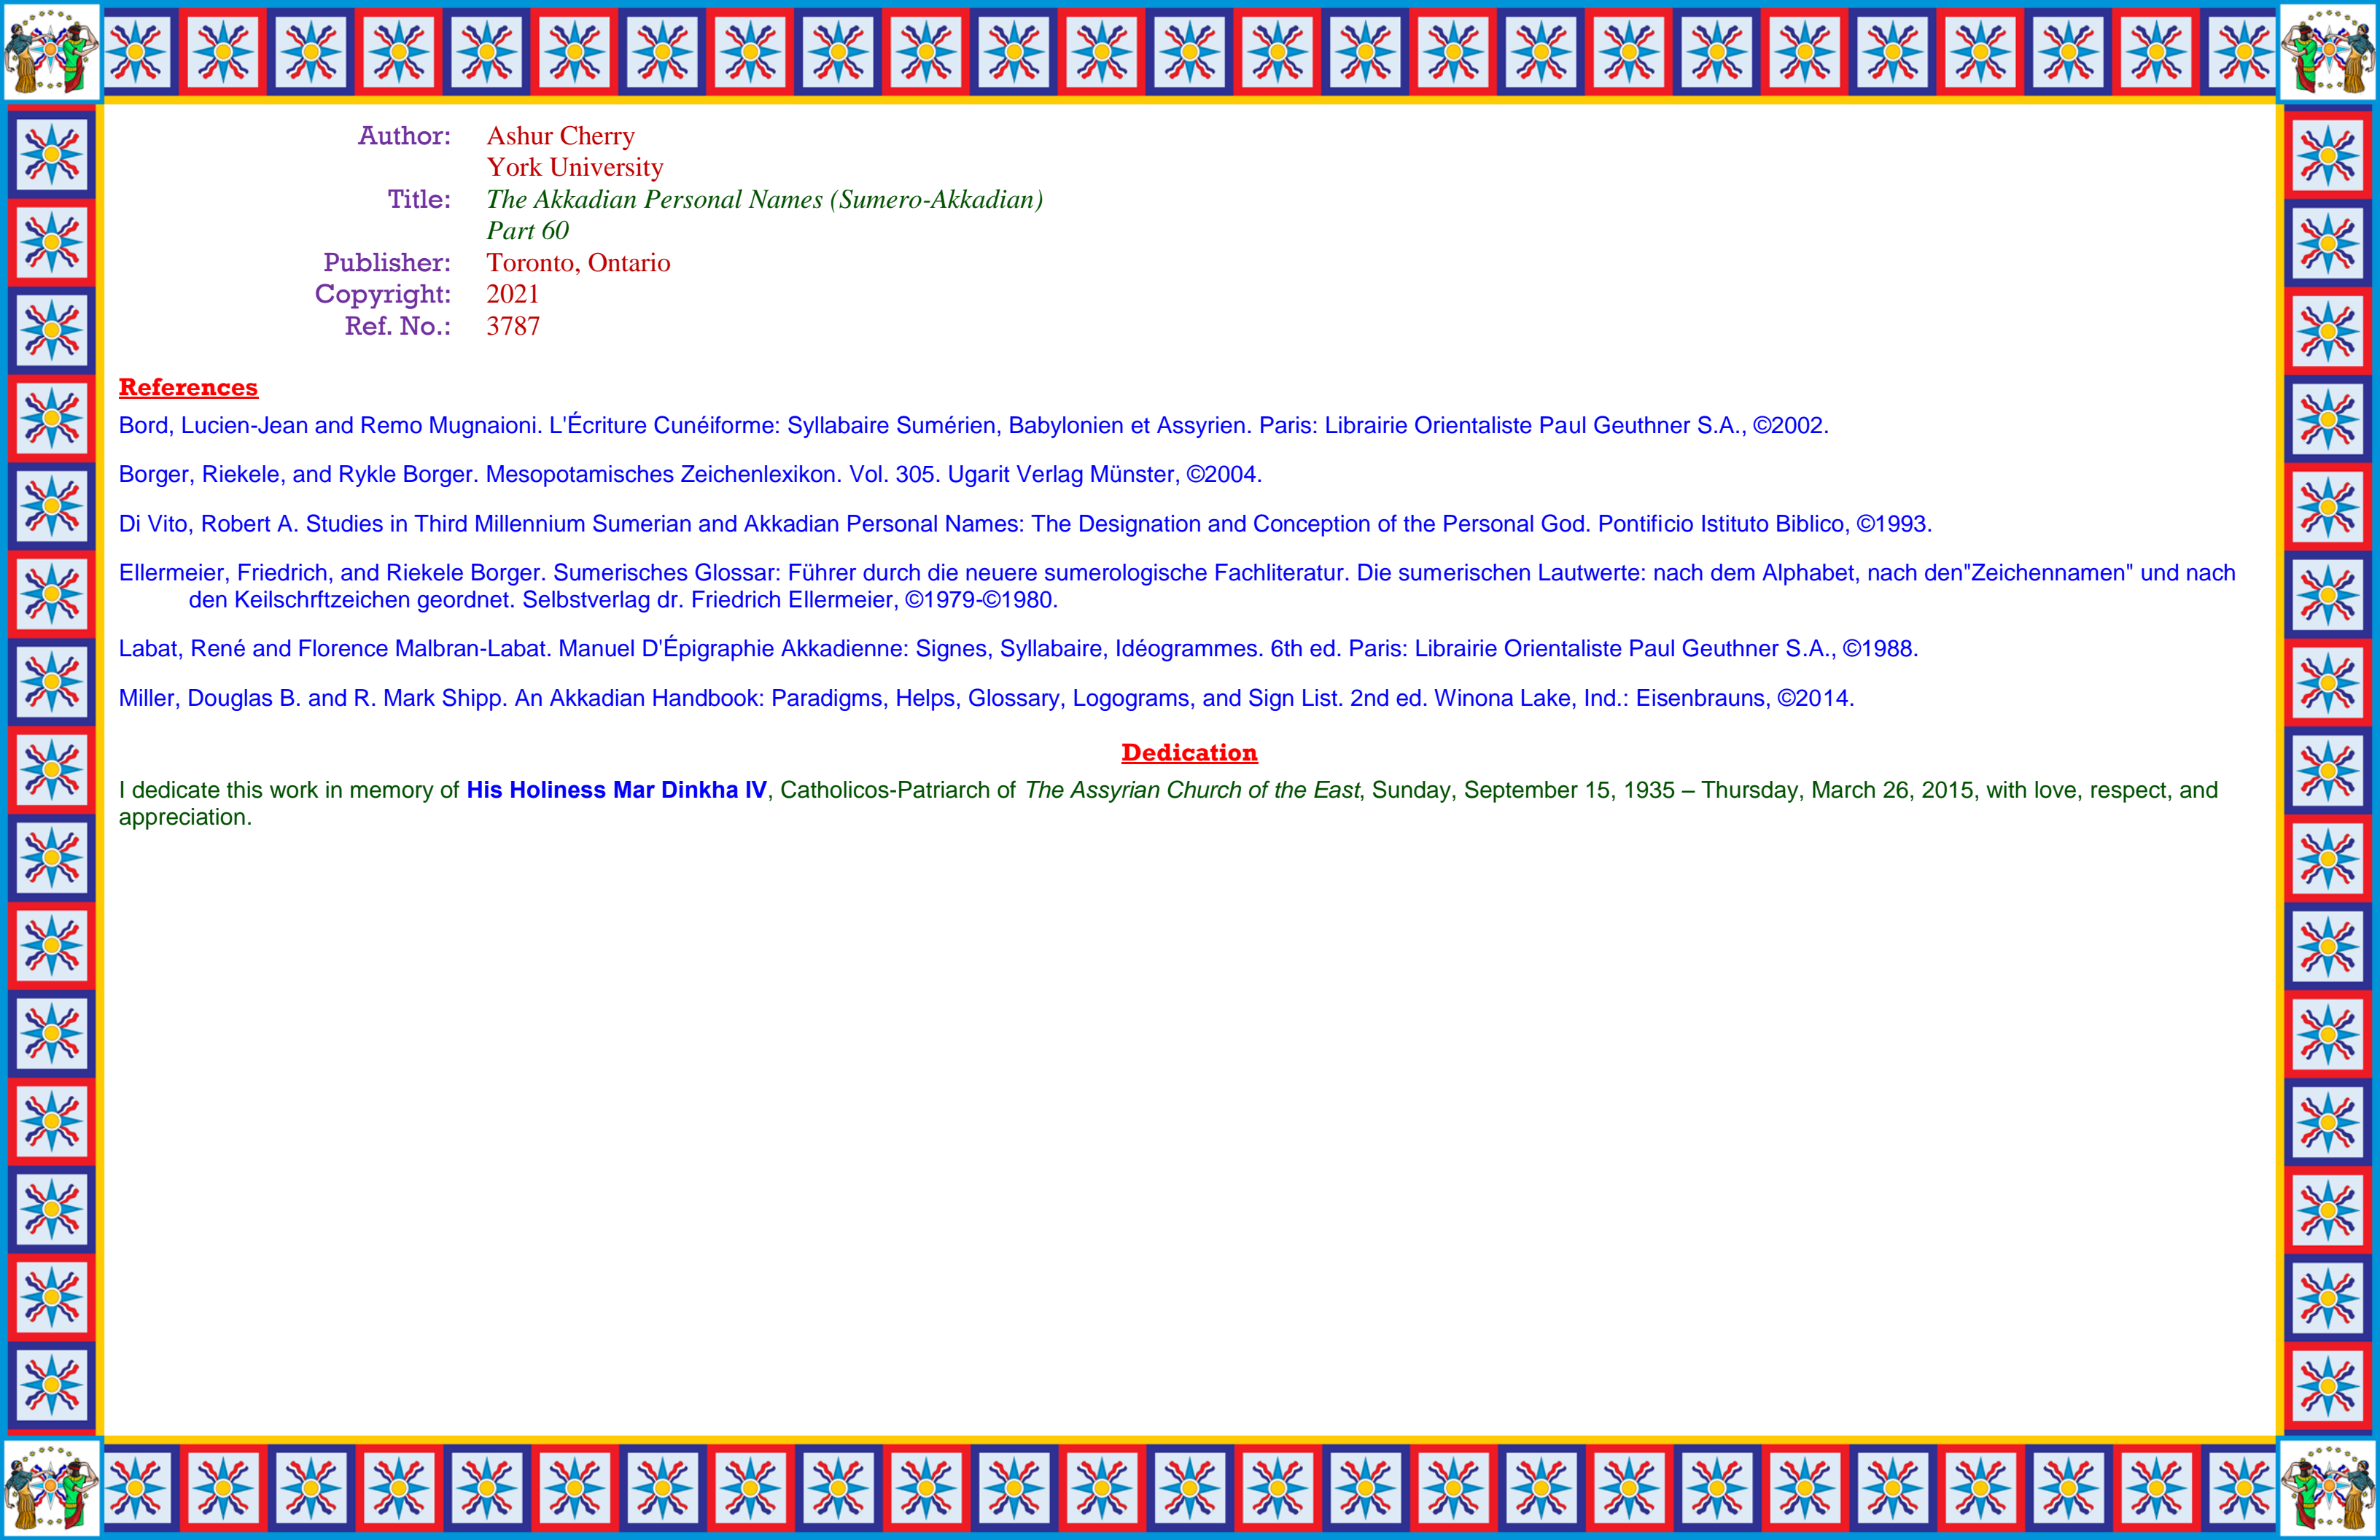 Author: Ashur Cherry
York University
Title: The Akkadian Personal Names (Sumero-Akkadian)
Part 60
Publisher: Toronto, Ontario
Copyright: 2021
Ref. No.: 3787
References
Bord, Lucien-Jean and Remo Mugnaioni. L'Écriture Cunéiforme: Syllabaire Sumérien, Babylonien et Assyrien. Paris: Librairie Orientaliste Paul Geuthner S.A., ©2002.
Borger, Riekele, and Rykle Borger. Mesopotamisches Zeichenlexikon. Vol. 305. Ugarit Verlag Münster, ©2004.
Di Vito, Robert A. Studies in Third Millennium Sumerian and Akkadian Personal Names: The Designation and Conception of the Personal God. Pontificio Istituto Biblico, ©1993.
Ellermeier, Friedrich, and Riekele Borger. Sumerisches Glossar: Führer durch die neuere sumerologische Fachliteratur. Die sumerischen Lautwerte: nach dem Alphabet, nach den"Zeichennamen" und nach
den Keilschrftzeichen geordnet. Selbstverlag dr. Friedrich Ellermeier, ©1979-©1980.
Labat, René and Florence Malbran-Labat. Manuel D'Épigraphie Akkadienne: Signes, Syllabaire, Idéogrammes. 6th ed. Paris: Librairie Orientaliste Paul Geuthner S.A., ©1988.
Miller, Douglas B. and R. Mark Shipp. An Akkadian Handbook: Paradigms, Helps, Glossary, Logograms, and Sign List. 2nd ed. Winona Lake, Ind.: Eisenbrauns, ©2014.
Dedication
I dedicate this work in memory of His Holiness Mar Dinkha IV, Catholicos-Patriarch of The Assyrian Church of the East, Sunday, September 15, 1935 – Thursday, March 26, 2015, with love, respect, and
appreciation.